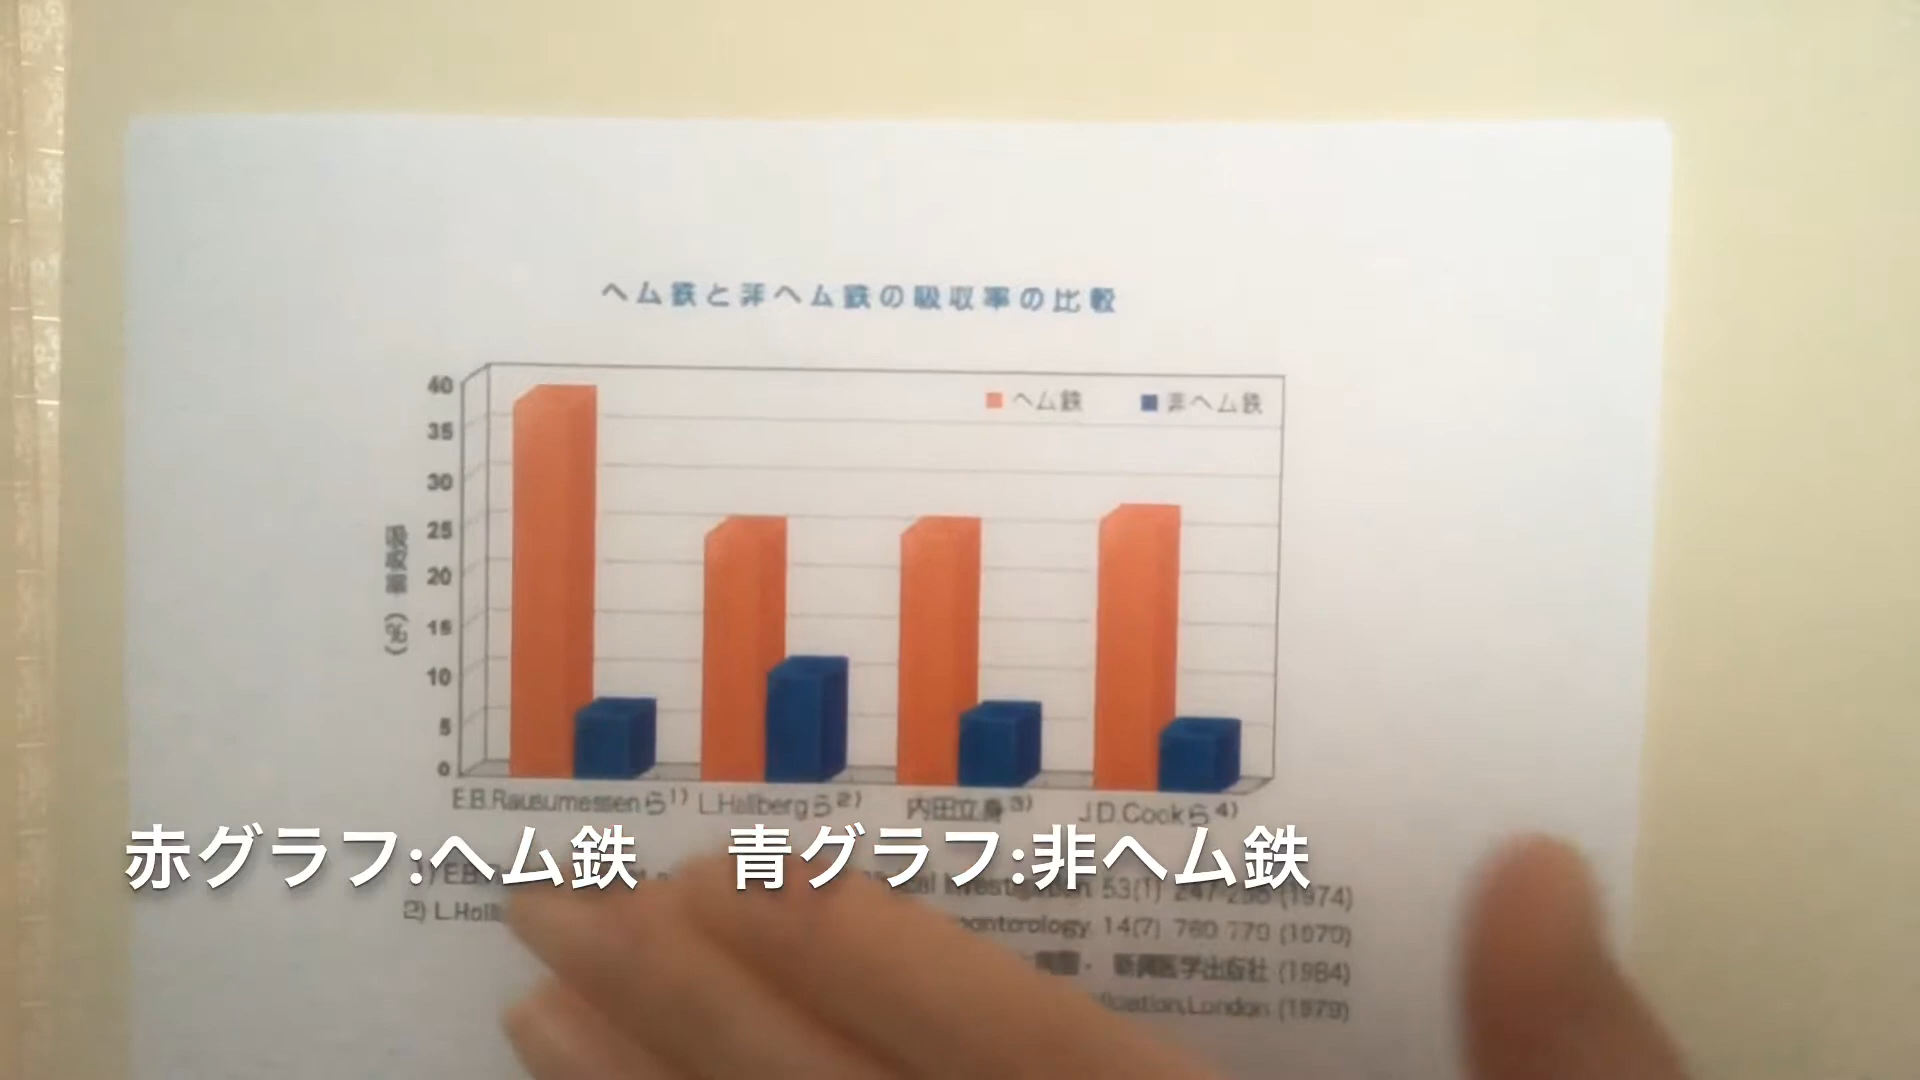 ヘム鉄と非ヘム鉄の吸収率の比較
ヘム鉄 非ヘム鉄
40
35
30
25
20
15
10
5
0
吸収率 (%)
E.B.Rausumessenら1) L.Hallbergら2) 内田立身3) J.D.Cookら4)
赤グラフ:ヘム鉄 青グラフ:非ヘム鉄
Investigation 53(1) (1974)
2) L.Hall 14(7)
新興医学出版社 (1984)
London (1979)